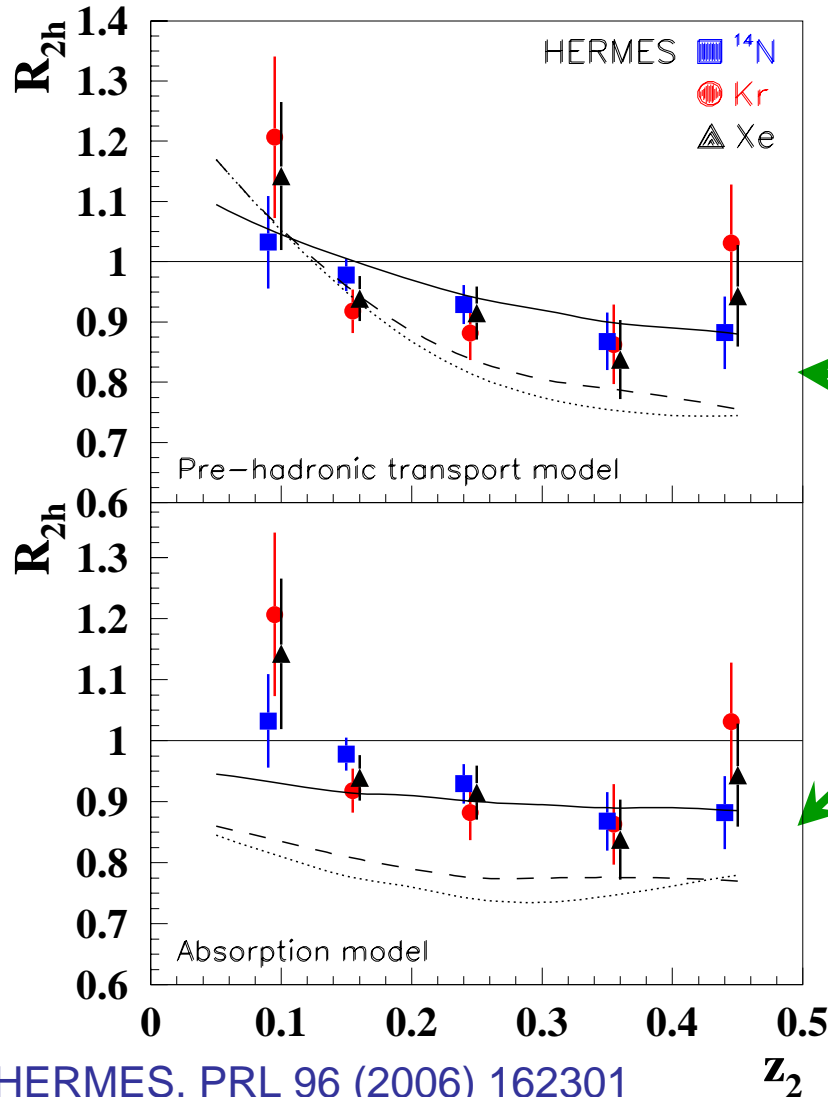 R2h
1.4
1.3
1.2
1.1
1
0.9
0.8
0.7
0.6
HERMES
14N
Kr
Xe
Pre-hadronic transport model
R2h
1.3
1.2
1.1
1
0.9
0.8
0.7
0.6
Absorption model
0 0.1 0.2 0.3 0.4 0.5
z2
HERMES, PRL 96 (2006) 162301